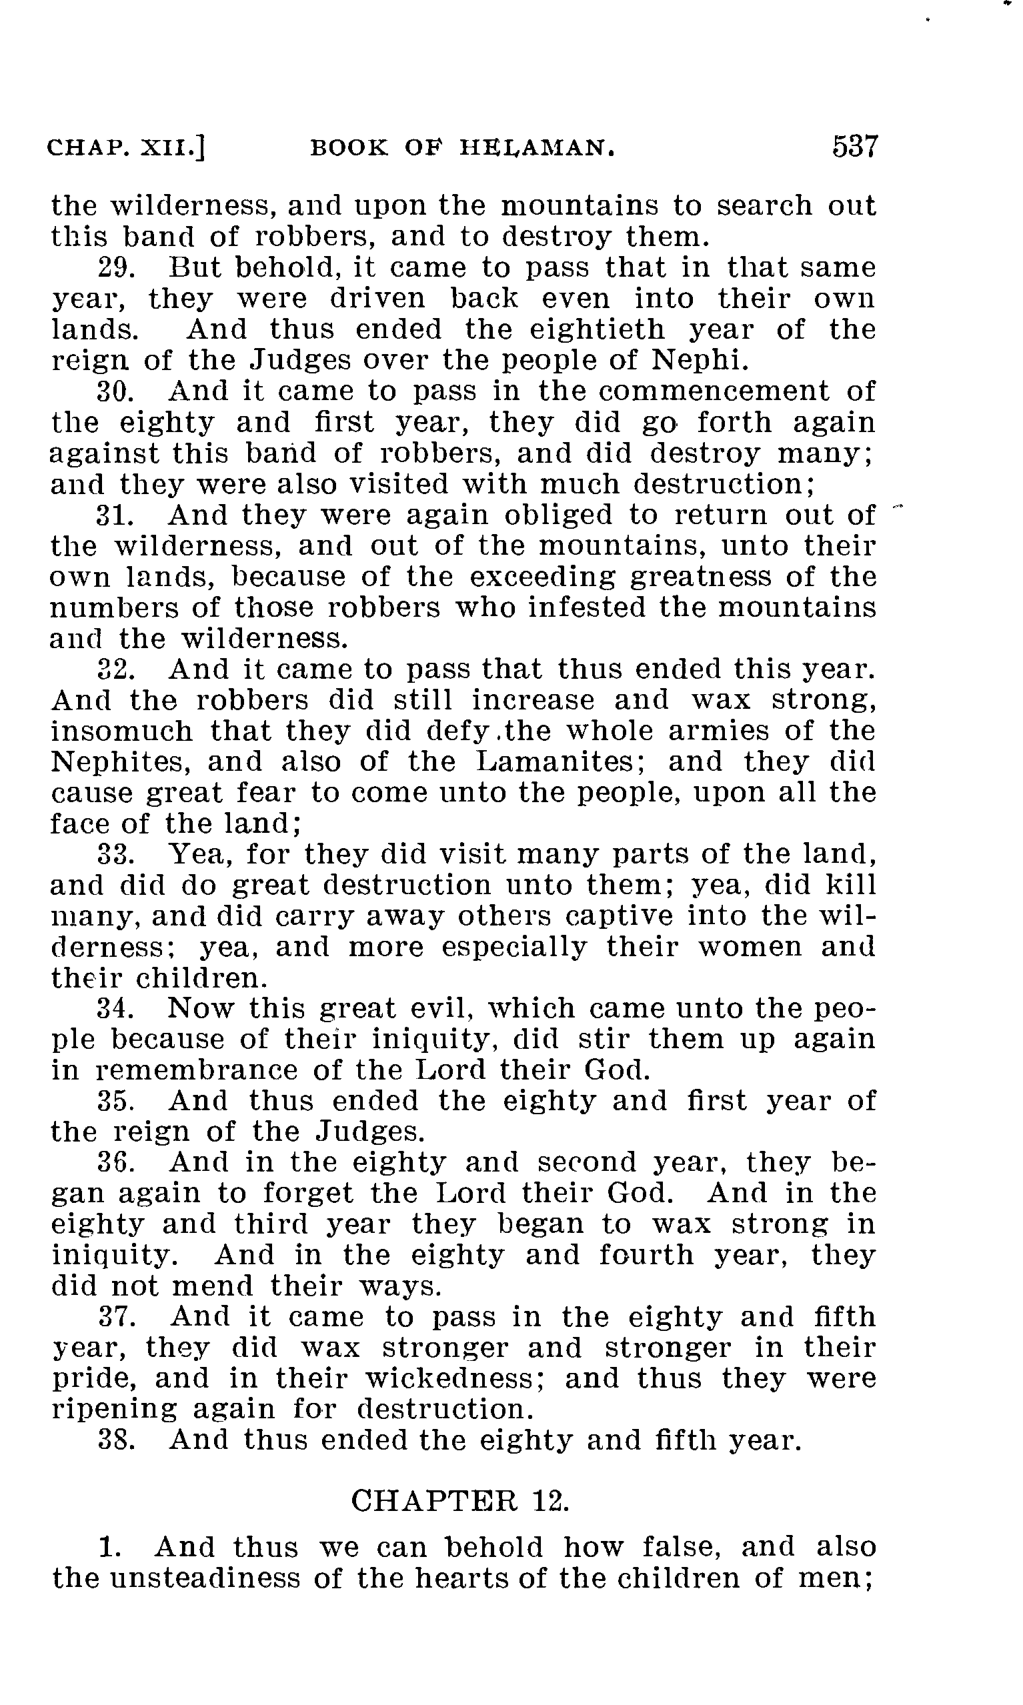 CHAP. XII.] BOOK OF HELAMAN. 537
the wilderness, and upon the mountains to search out
this band of robbers, and to destroy them.
29. But behold, it came to pass that in that same
year, they were driven back even into their own
lands. And thus ended the eightieth year of the
reign of the Judges over the people of Nephi.
30. And it came to pass in the commencement of
the eighty and first year, they did go forth again
against this band of robbers, and did destroy many;
and they were also visited with much destruction;
31. And they were again obliged to return out of
the wilderness, and out of the mountains, unto their
own lands, because of the exceeding greatness of the
numbers of those robbers who infested the mountains
and the wilderness.
32. And it came to pass that thus ended this year.
And the robbers did still increase and wax strong,
insomuch that they did defy the whole armies of the
Nephites, and also of the Lamanites; and they did
cause great fear to come unto the people, upon all the
face of the land;
33. Yea, for they did visit many parts of the land,
and did do great destruction unto them; yea, did kill
many, and did carry away others captive into the wil-
derness; yea, and more especially their women and
their children.
34. Now this great evil, which came unto the peo-
ple because of their iniquity, did stir them up again
in remembrance of the Lord their God.
35. And thus ended the eighty and first year of
the reign of the Judges.
36. And in the eighty and second year, they be-
gan again to forget the Lord their God. And in the
eighty and third year they began to wax strong in
iniquity. And in the eighty and fourth year, they
did not mend their ways.
37. And it came to pass in the eighty and fifth
year, they did wax stronger and stronger in their
pride, and in their wickedness; and thus they were
ripening again for destruction.
38. And thus ended the eighty and fifth year.
CHAPTER 12.
1. And thus we can behold how false, and also
the unsteadiness of the hearts of the children of men;